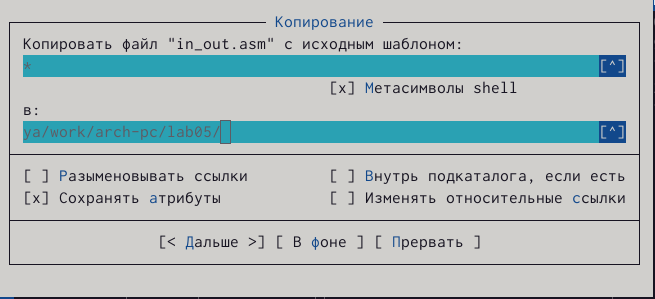 Копирование
Копировать файл "in_out.asm" с исходным шаблоном:
* [^]
[x] Метасимволы shell
в:
ya/work/arch-pc/lab05/ [^]
[ ] Разыменовывать ссылки [ ] Внутрь подкаталога, если есть
[x] Сохранять атрибуты [ ] Изменять относительные ссылки
[< Дальше >] [ В фоне ] [ Прервать ]